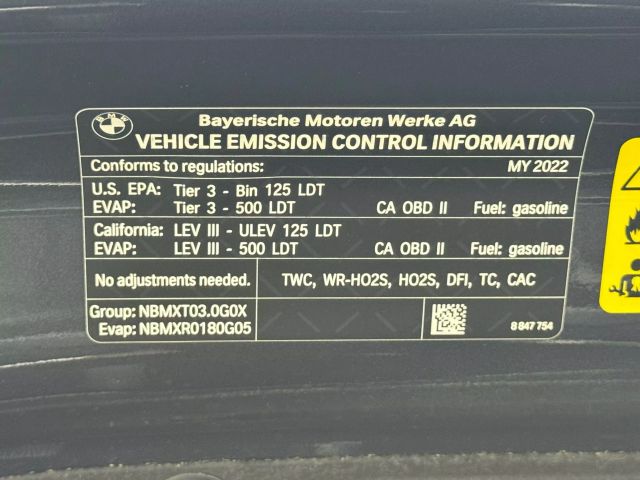 BMW
Bayerische Motoren Werke AG
VEHICLE EMISSION CONTROL INFORMATION
Conforms to regulations: MY 2022
U.S. EPA: Tier 3 - Bin 125 LDT
EVAP: Tier 3 - 500 LDT CA OBD II Fuel: gasoline
California: LEV III - ULEV 125 LDT
EVAP: LEV III - 500 LDT CA OBD II Fuel: gasoline
No adjustments needed. TWC, WR-HO2S, HO2S, DFI, TC, CAC
Group: NBMXT03.0G0X
Evap: NBMXR0180G05
8 847 754